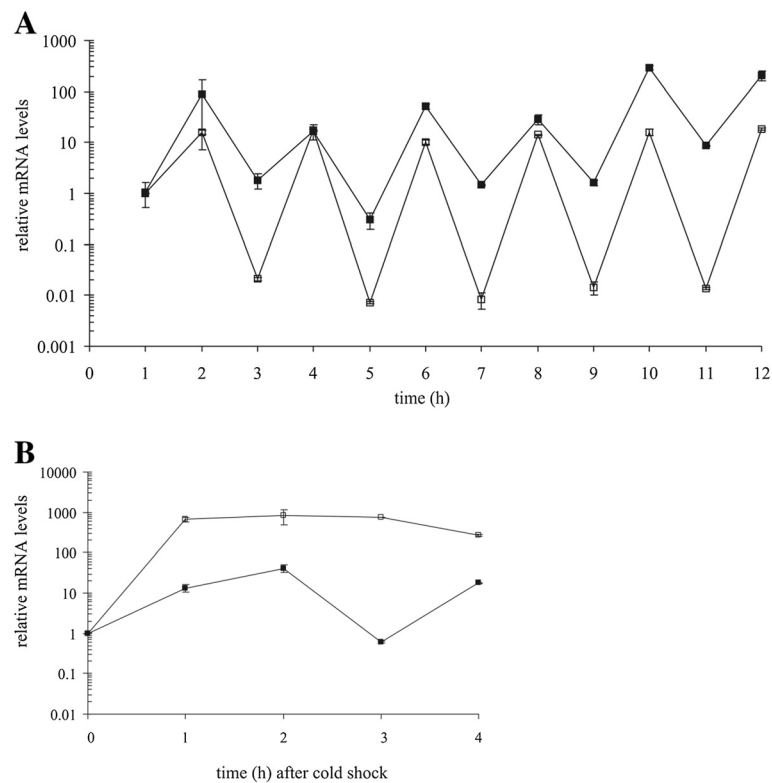 A
relative mRNA levels
1000
100
10
1
0.1
0.01
0.001
0 1 2 3 4 5 6 7 8 9 10 11 12
time (h)
B
relative mRNA levels
10000
1000
100
10
1
0.1
0.01
0 1 2 3 4
time (h) after cold shock